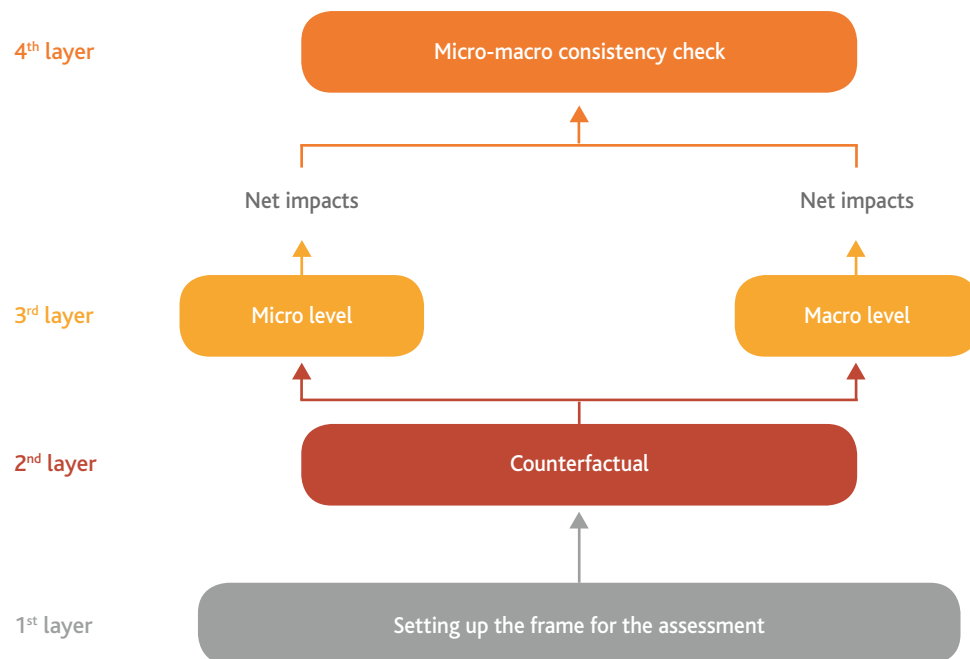 4th layer
Micro-macro consistency check
Net impacts
Net impacts
3rd layer
Micro level
Macro level
2nd layer
Counterfactual
1st layer
Setting up the frame for the assessment